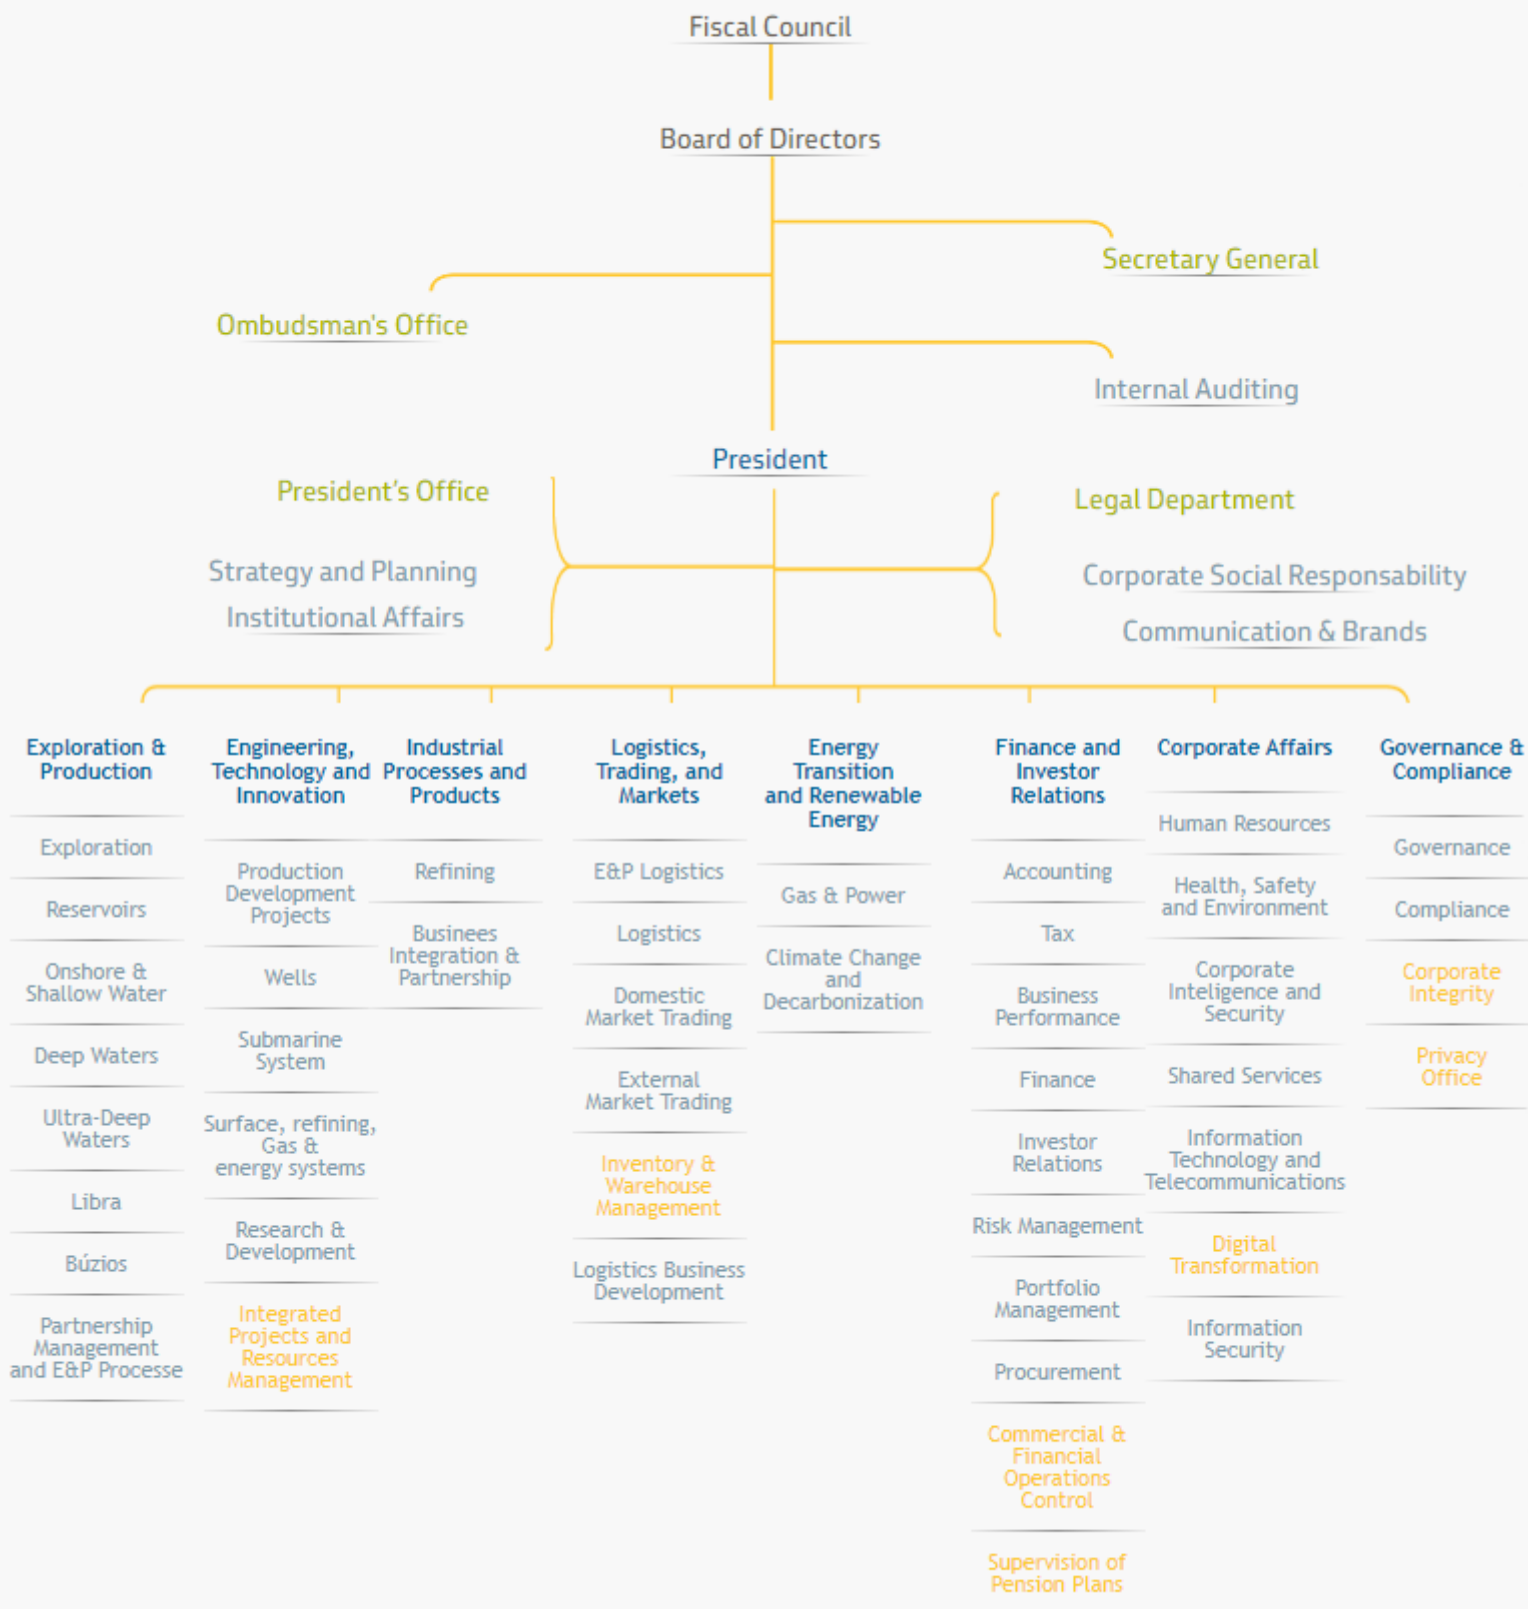 Fiscal Council
Board of Directors
Secretary General
Ombudsman's Office
Internal Auditing
President
President's Office
Strategy and Planning
Institutional Affairs
Legal Department
Corporate Social Responsability
Communication & Brands
Exploration &
Production
Exploration
Reservoirs
Onshore &
Shallow Water
Deep Waters
Ultra-Deep
Waters
Libra
Búzios
Partnership
Management
and E&P Processe
Engineering,
Technology and
Innovation
Production
Development
Projects
Wells
Submarine
System
Surface, refining,
Gas &
energy systems
Research &
Development
Integrated
Projects and
Resources
Management
Industrial
Processes and
Products
Refining
Businees
Integration &
Partnership
Logistics,
Trading, and
Markets
E&P Logistics
Logistics
Domestic
Market Trading
External
Market Trading
Inventory &
Warehouse
Management
Logistics Business
Development
Energy
Transition
and Renewable
Energy
Gas & Power
Climate Change
and
Decarbonization
Finance and
Investor
Relations
Accounting
Tax
Business
Performance
Finance
Investor
Relations
Risk Management
Portfolio
Management
Procurement
Commercial &
Financial
Operations
Control
Supervision of
Pension Plans
Corporate Affairs
Human Resources
Health, Safety
and Environment
Corporate
Inteligence and
Security
Shared Services
Information
Technology and
Telecommunications
Digital
Transformation
Information
Security
Governance &
Compliance
Governance
Compliance
Corporate
Integrity
Privacy
Office